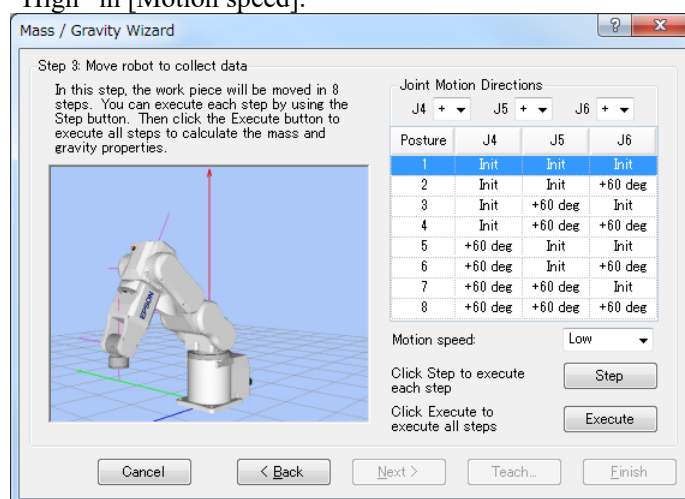 "High" in [Motion speed].
Mass / Gravity Wizard
Step 3: Move robot to collect data
In this step, the work piece will be moved in 8
steps. You can execute each step by using the
Step button. Then click the Execute button to
execute all steps to calculate the mass and
gravity properties.
EPSON
Joint Motion Directions
J4 + J5 + J6 +
Posture J4 J5 J6
1 Init Init Init
2 Init Init +60 deg
3 Init +60 deg Init
4 Init +60 deg +60 deg
5 +60 deg Init Init
6 +60 deg Init +60 deg
7 +60 deg +60 deg Init
8 +60 deg +60 deg +60 deg
Motion speed: Low
Click Step to execute
each step
Step
Click Execute to
execute all steps
Execute
Cancel < Back Next > Teach... Finish